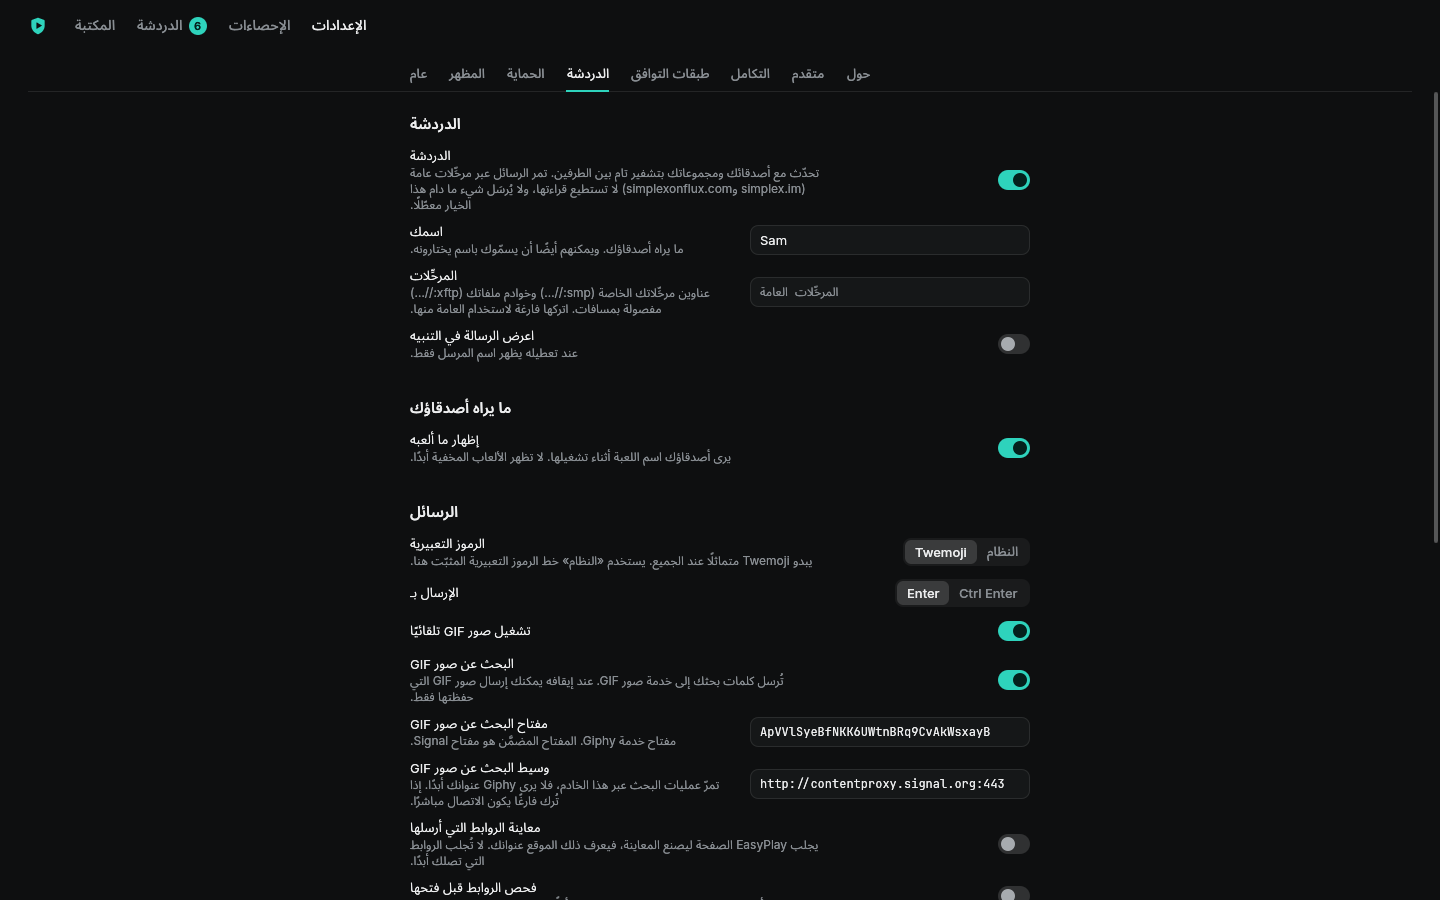 المكتبة
الدردشة 6
الإحصاءات
الإعدادات
عام
المظهر
الحماية
الدردشة
طبقات التوافق
التكامل
متقدم
حول
الدردشة
الدردشة
تحدّث مع أصدقائك ومجموعاتك بتشفير تام بين الطرفين. تمر الرسائل عبر مرحِّلات عامة
(simplex.im وsimplexonflux.com) لا تستطيع قراءتها، ولا يُرسَل شيء ما دام هذا
الخيار معطّلًا.
اسمك
ما يراه أصدقاؤك. ويمكنهم أيضًا أن يسمّوك باسم يختارونه.
Sam
المرحِّلات
عناوين مرحِّلاتك الخاصة (smp://…) وخوادم ملفاتك (xftp://…)
مفصولة بمسافات. اتركها فارغة لاستخدام العامة منها.
المرحِّلات العامة
اعرض الرسالة في التنبيه
عند تعطيله يظهر اسم المرسل فقط.
ما يراه أصدقاؤك
إظهار ما ألعبه
يرى أصدقاؤك اسم اللعبة أثناء تشغيلها. لا تظهر الألعاب المخفية أبدًا.
الرسائل
الرموز التعبيرية
يبدو Twemoji متماثلًا عند الجميع. يستخدم «النظام» خط الرموز التعبيرية المثبّت هنا.
Twemoji
النظام
الإرسال بـ
Enter
Ctrl Enter
تشغيل صور GIF تلقائيًا
البحث عن صور GIF
تُرسل كلمات بحثك إلى خدمة صور GIF. عند إيقافه يمكنك إرسال صور GIF التي
حفظتها فقط.
مفتاح البحث عن صور GIF
مفتاح خدمة Giphy. المفتاح المضمَّن هو مفتاح Signal.
ApVVlSyeBfNKK6UWtnBRq9CvAkWsxayB
وسيط البحث عن صور GIF
تمرّ عمليات البحث عبر هذا الخادم، فلا يرى Giphy عنوانك أبدًا. إذا
تُرك فارغًا يكون الاتصال مباشرًا.
http://contentproxy.signal.org:443
معاينة الروابط التي أرسلها
يجلب EasyPlay الصفحة ليصنع المعاينة، فيعرف ذلك الموقع عنوانك. لا تُجلب الروابط
التي تصلك أبدًا.
فحص الروابط قبل فتحها